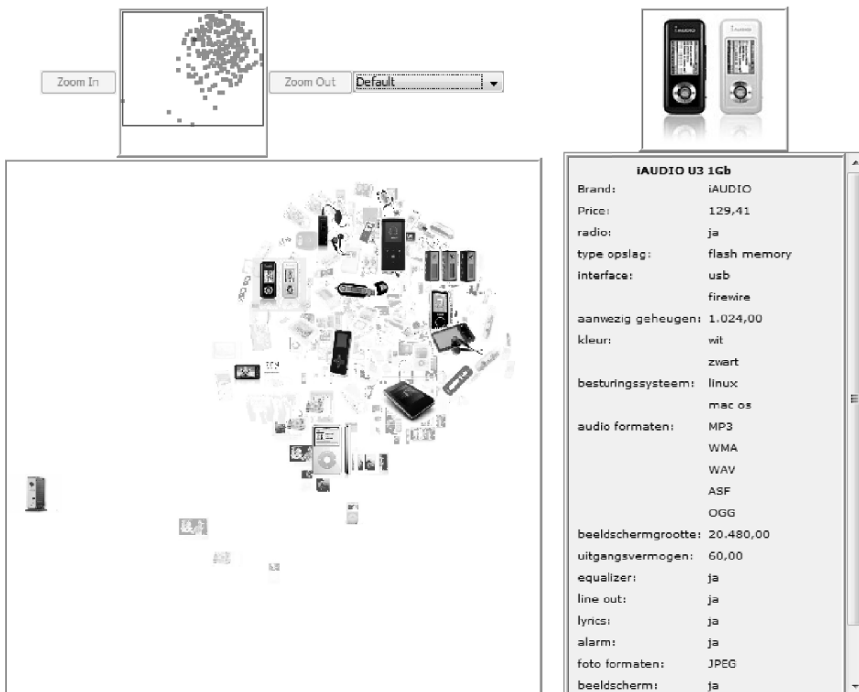 Zoom In
Zoom Out
Default
iAUDIO U3 1Gb
Brand: iAUDIO
Price: 129,41
radio: ja
type opslag: flash memory
interface: usb
firewire
aanwezig geheugen: 1.024,00
kleur: wit
zwart
besturingssysteem: linux
mac os
audio formaten: MP3
WMA
WAV
ASF
OGG
beeldschermgrootte: 20.480,00
uitgangsvermogen: 60,00
equalizer: ja
line out: ja
lyrics: ja
alarm: ja
foto formaten: JPEG
beeldscherm: ja